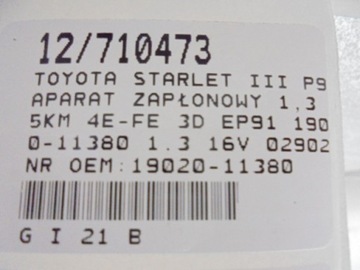 12/710473
TOYOTA STARLET III P9
APARAT ZAPŁONOWY 1,3
5KM 4E-FE 3D EP91 190
0-11380 1.3 16V 02902
NR OEM:19020-11380
G I 21 B